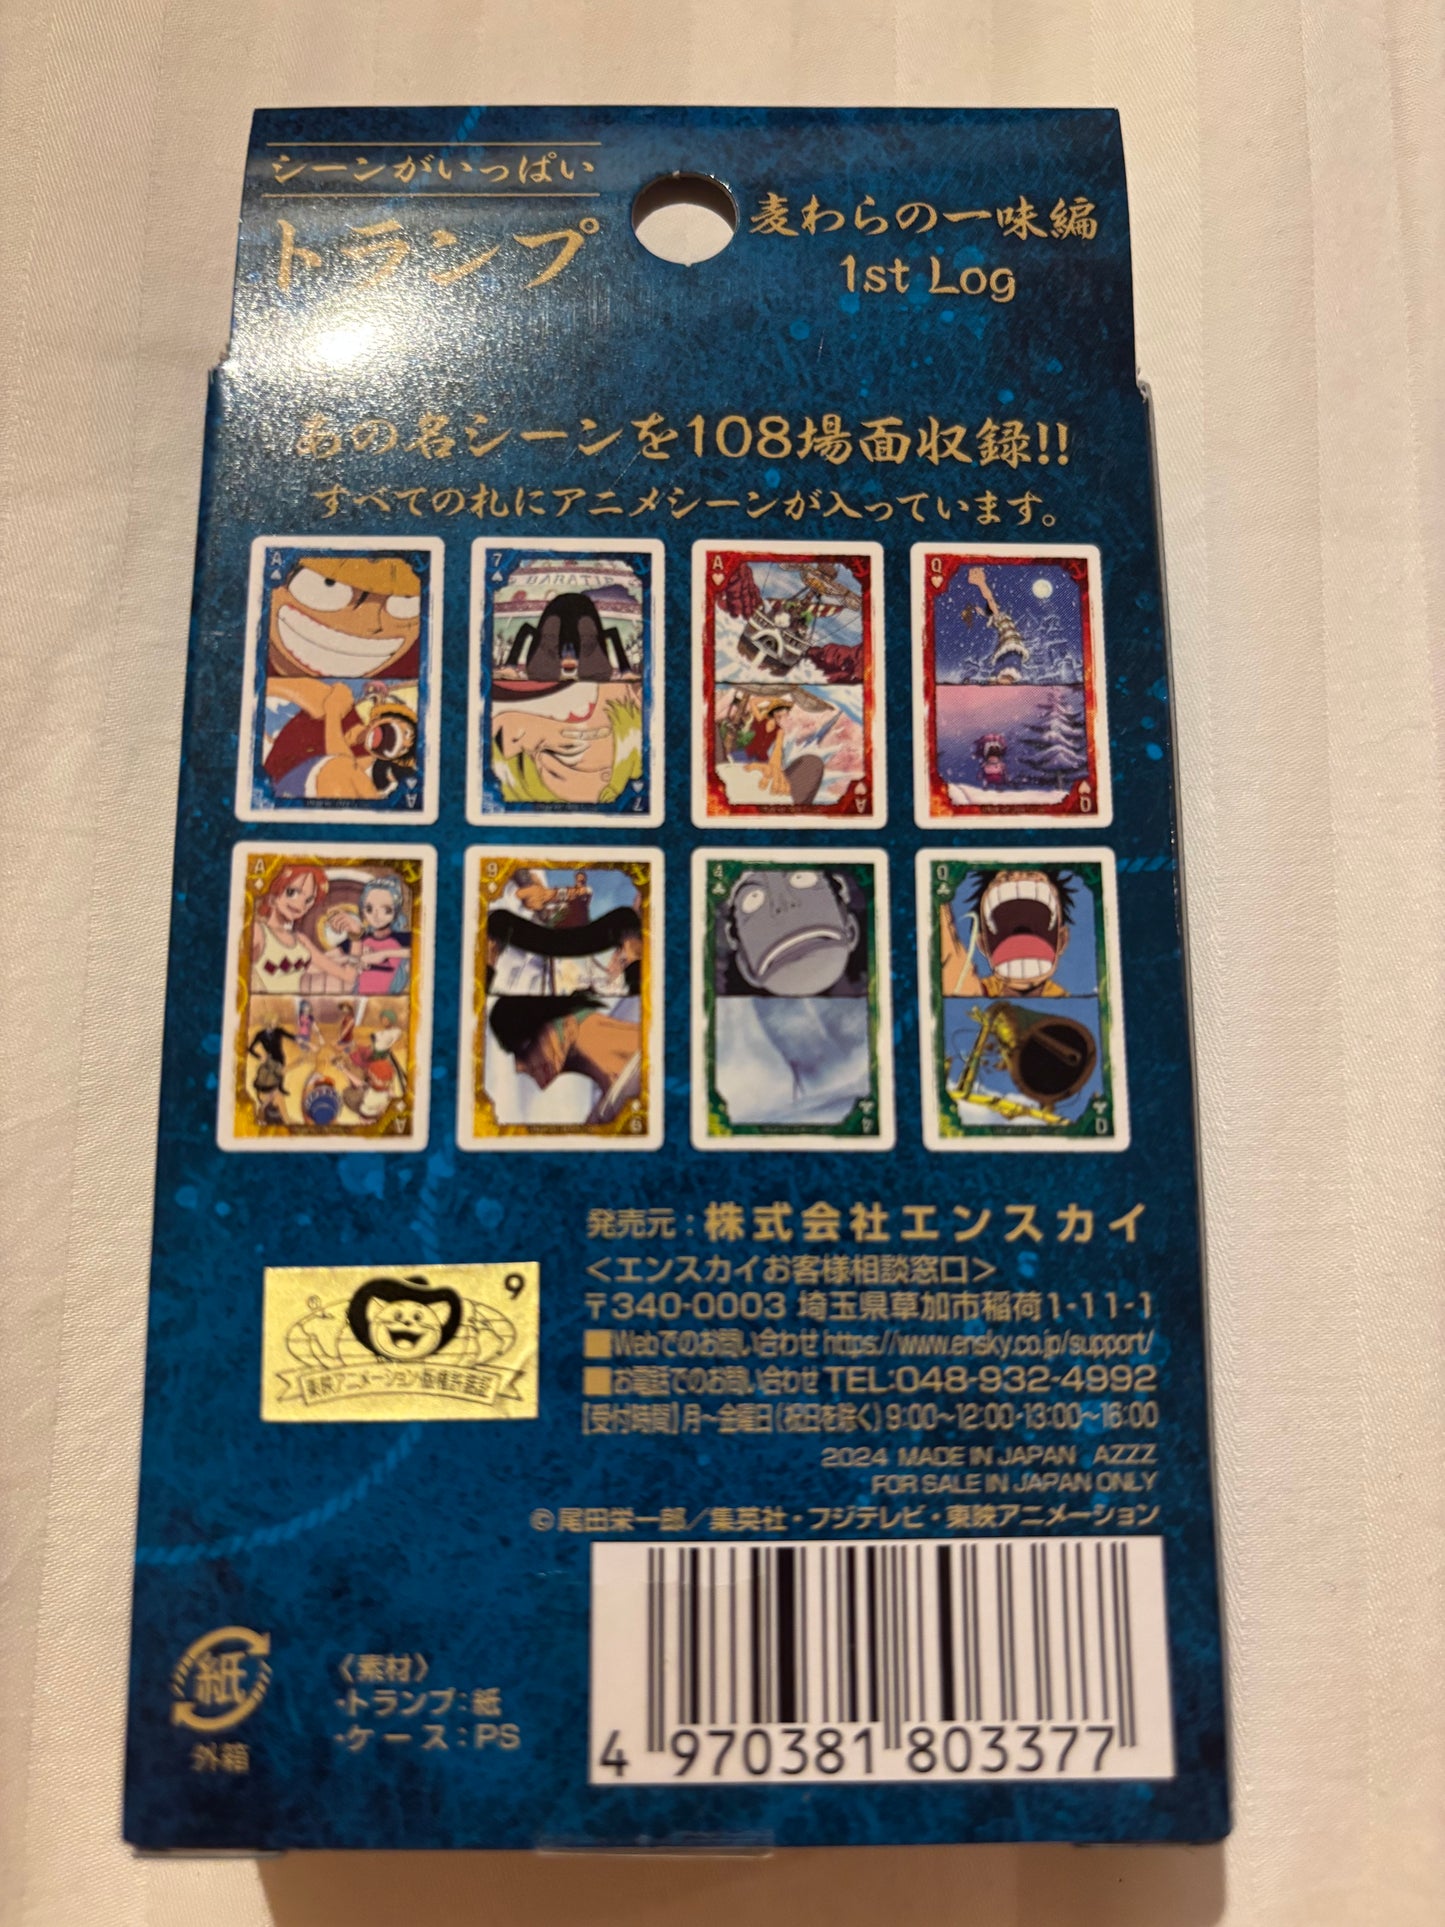 シーンがいっぱい
トランプ
麦わらの一味編
1st Log
あの名シーンを108場面収録!!
すべての札にアニメシーンが入っています。
A
7
A
Q
BARATIE
7
A
Q
A
9
4
Q
A
9
4
Q
発売元:株式会社エンスカイ
<エンスカイお客様相談窓口>
〒340-0003 埼玉県草加市稲荷1-11-1
■Webでのお問い合わせ https://www.ensky.co.jp/support/
■お電話でのお問い合わせ TEL:048-932-4992
[受付時間]月～金曜日(祝日を除く)9:00～12:00・13:00～16:00
2024 MADE IN JAPAN AZZZ
FOR SALE IN JAPAN ONLY
©尾田栄一郎／集英社・フジテレビ・東映アニメーション
9
東映アニメーション版権許諾証
紙
外箱
〈素材〉
・トランプ:紙
・ケース:PS
4 970381 803377